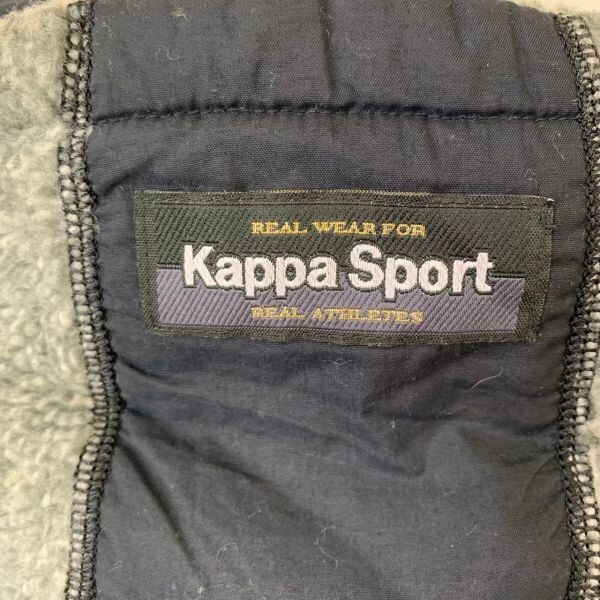 REAL WEAR FOR
Kappa Sport
REAL ATHLETES